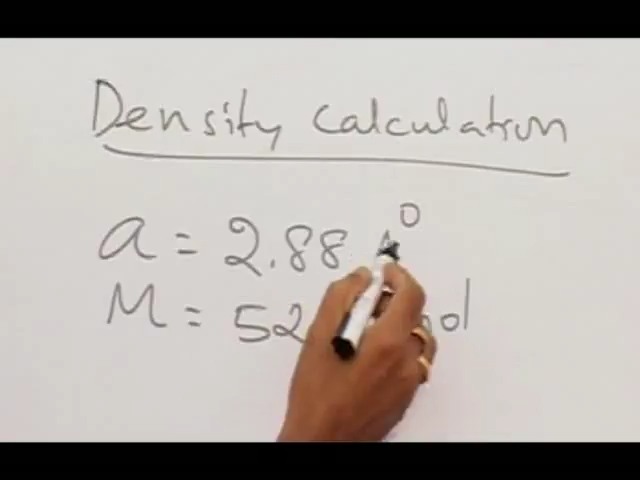 Density calculation
a = 2.88 A°
M = 52